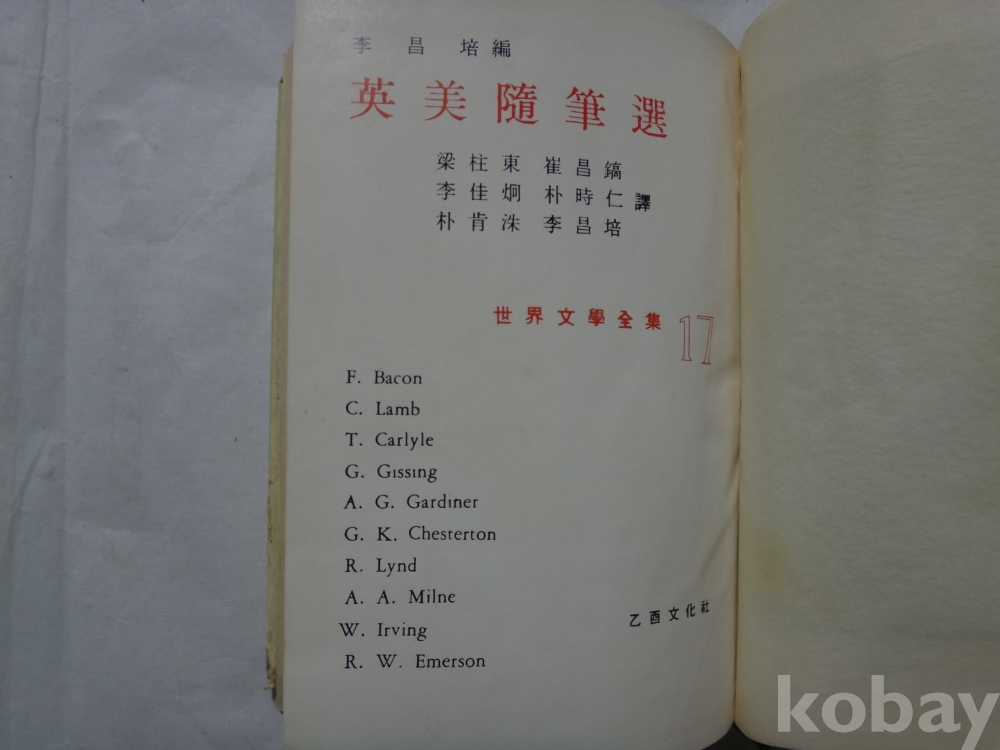 李昌培編
英美隨筆選
梁柱東 崔昌鎬
李佳炯 朴時仁 譯
朴肯洙 李昌培
世界文學全集 17
F. Bacon
C. Lamb
T. Carlyle
G. Gissing
A. G. Gardiner
G. K. Chesterton
R. Lynd
A. A. Milne
W. Irving
R. W. Emerson
乙酉文化社
kobay